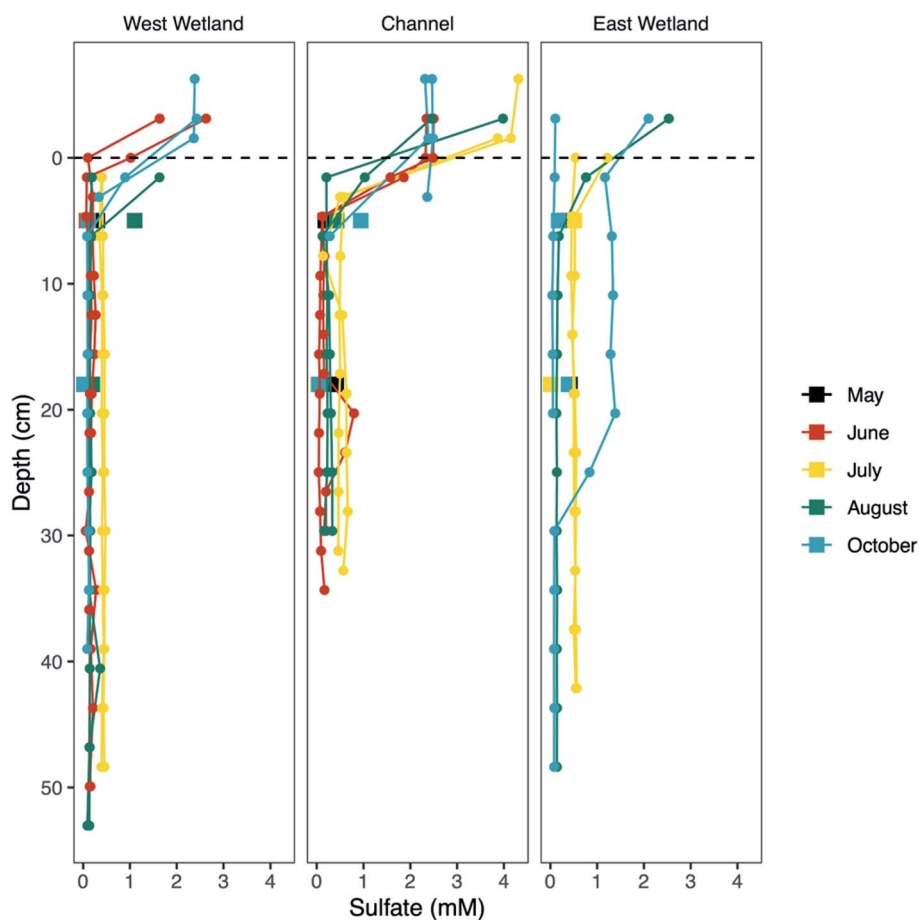 West Wetland Channel East Wetland
0
10
20
30
40
50
Depth (cm)
May
June
July
August
October
0 1 2 3 4 0 1 2 3 4 0 1 2 3 4
Sulfate (mM)